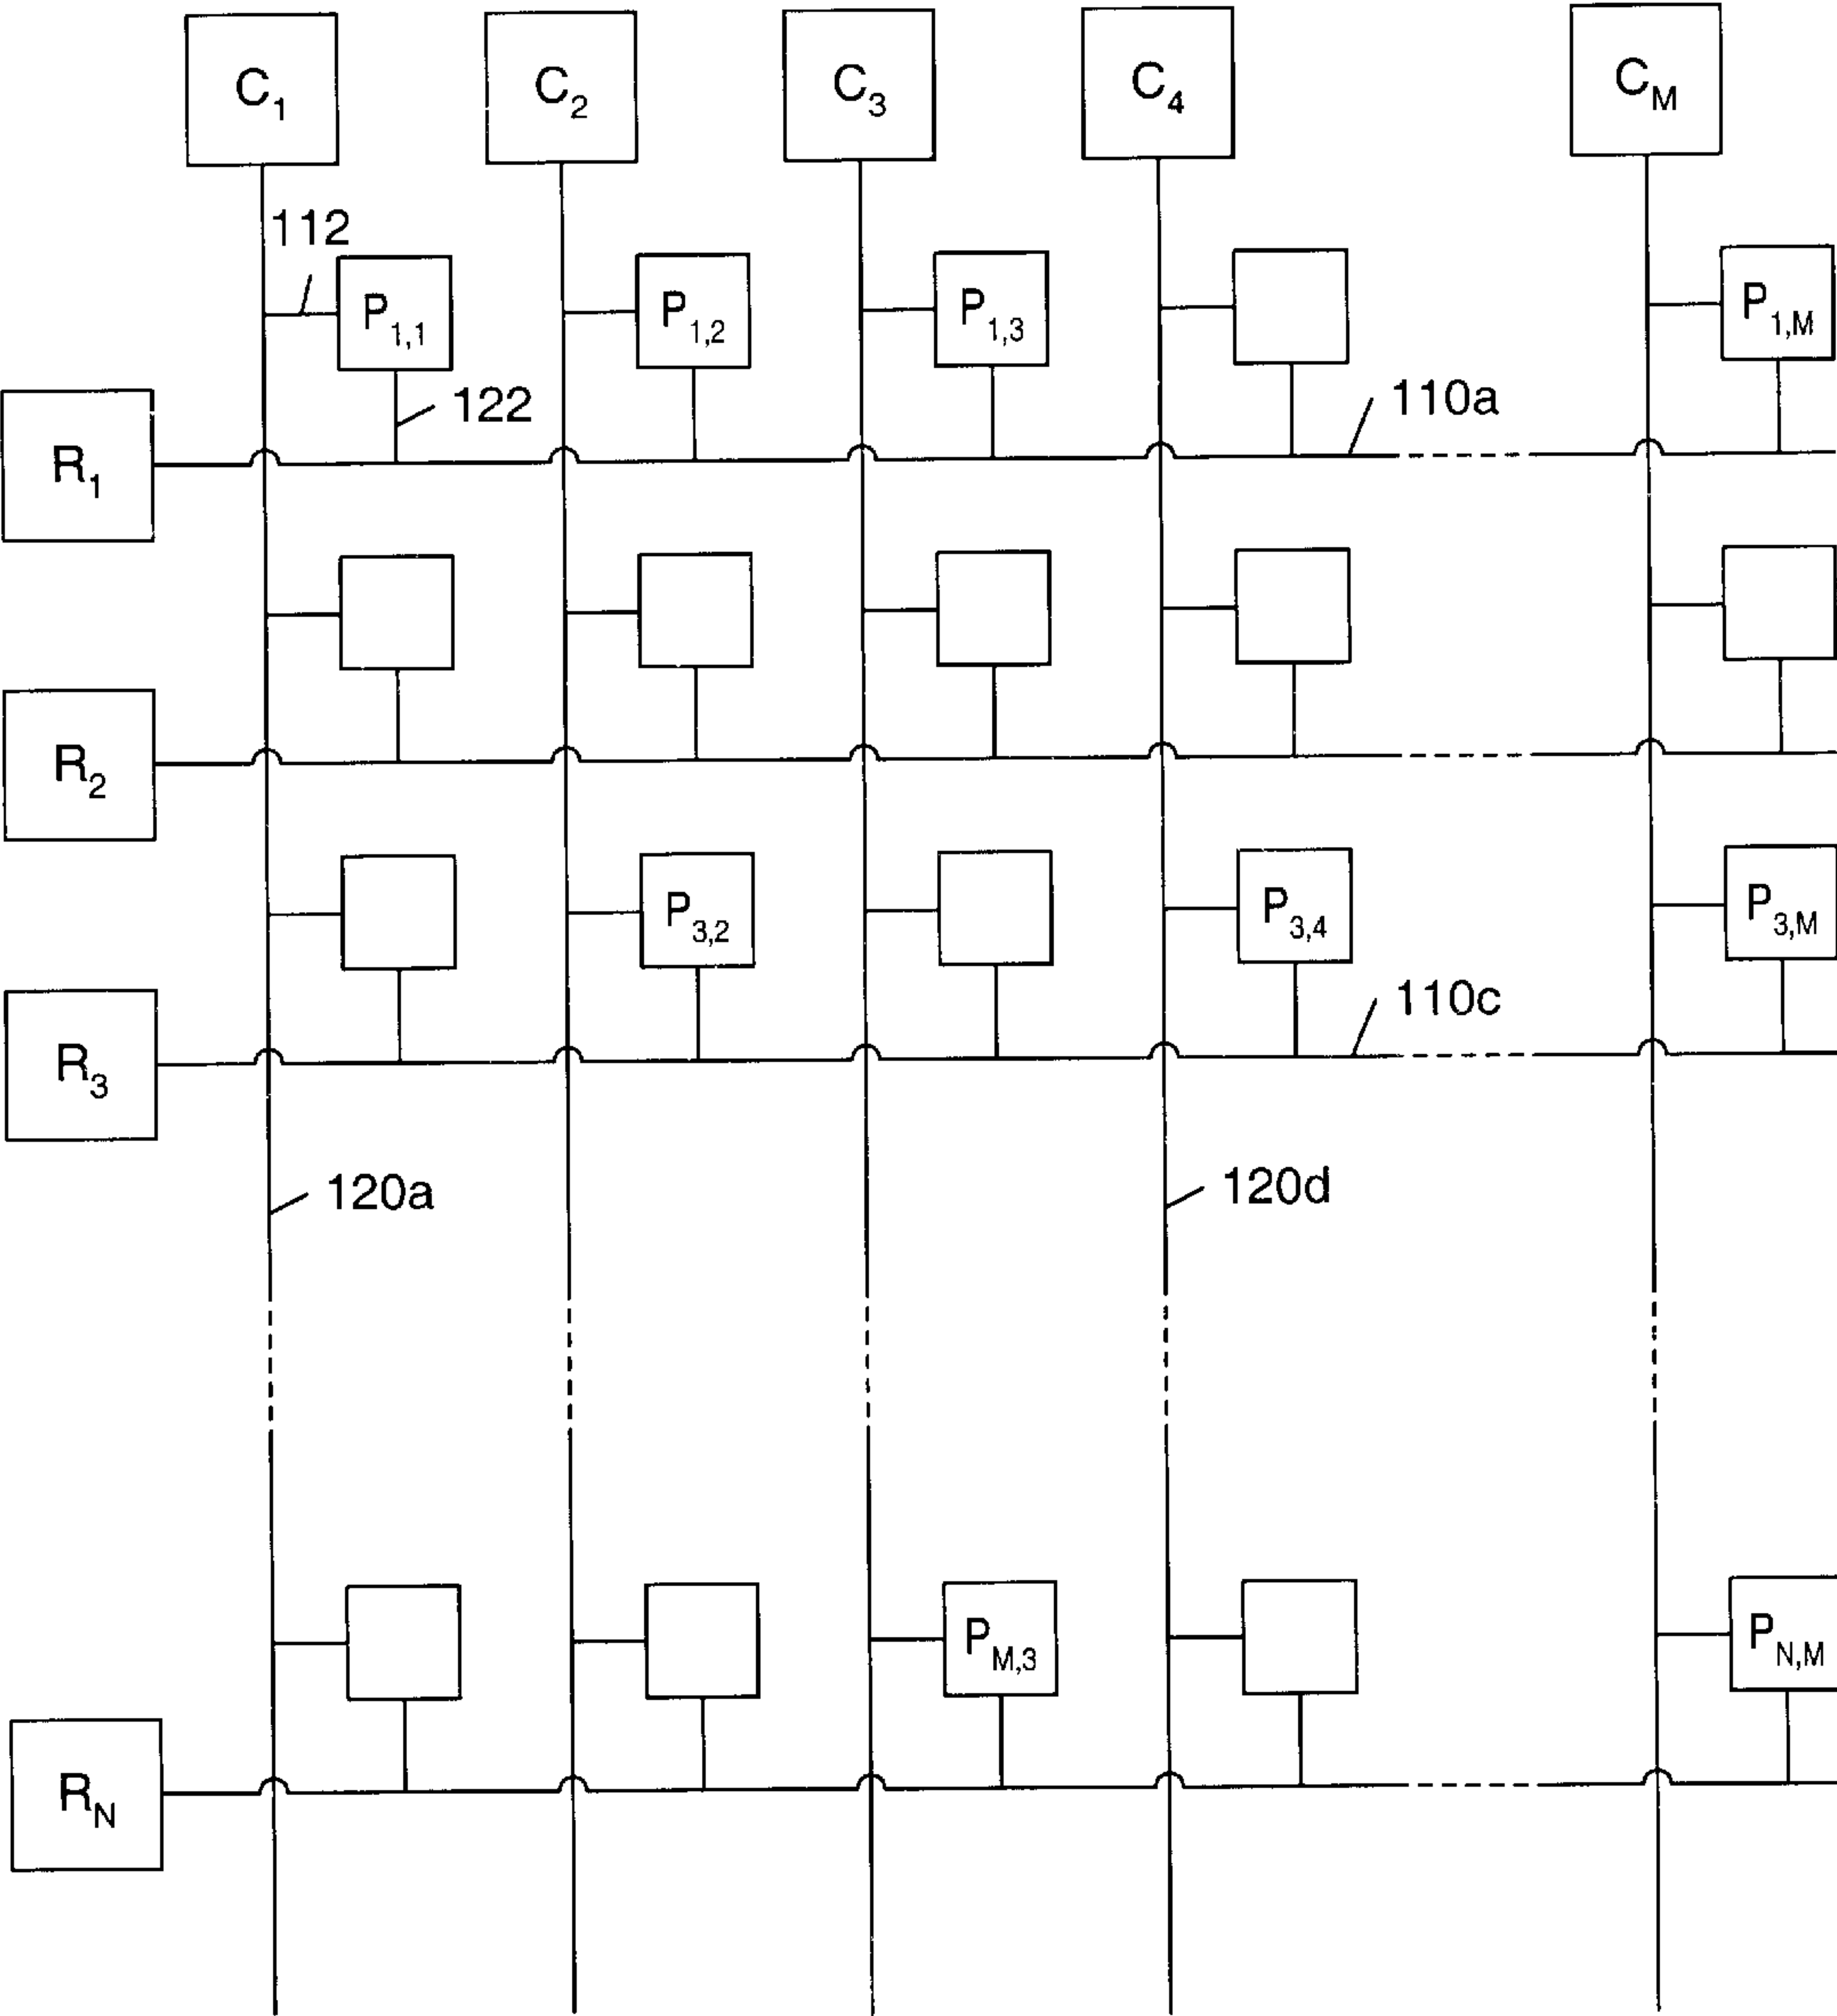 C1 C2 C3 C4 CM
112
P1,1 P1,2 P1,3 P1,M
122 110a
R1
R2
P3,2 P3,4 P3,M
110c
R3
120a 120d
PM,3 PN,M
RN